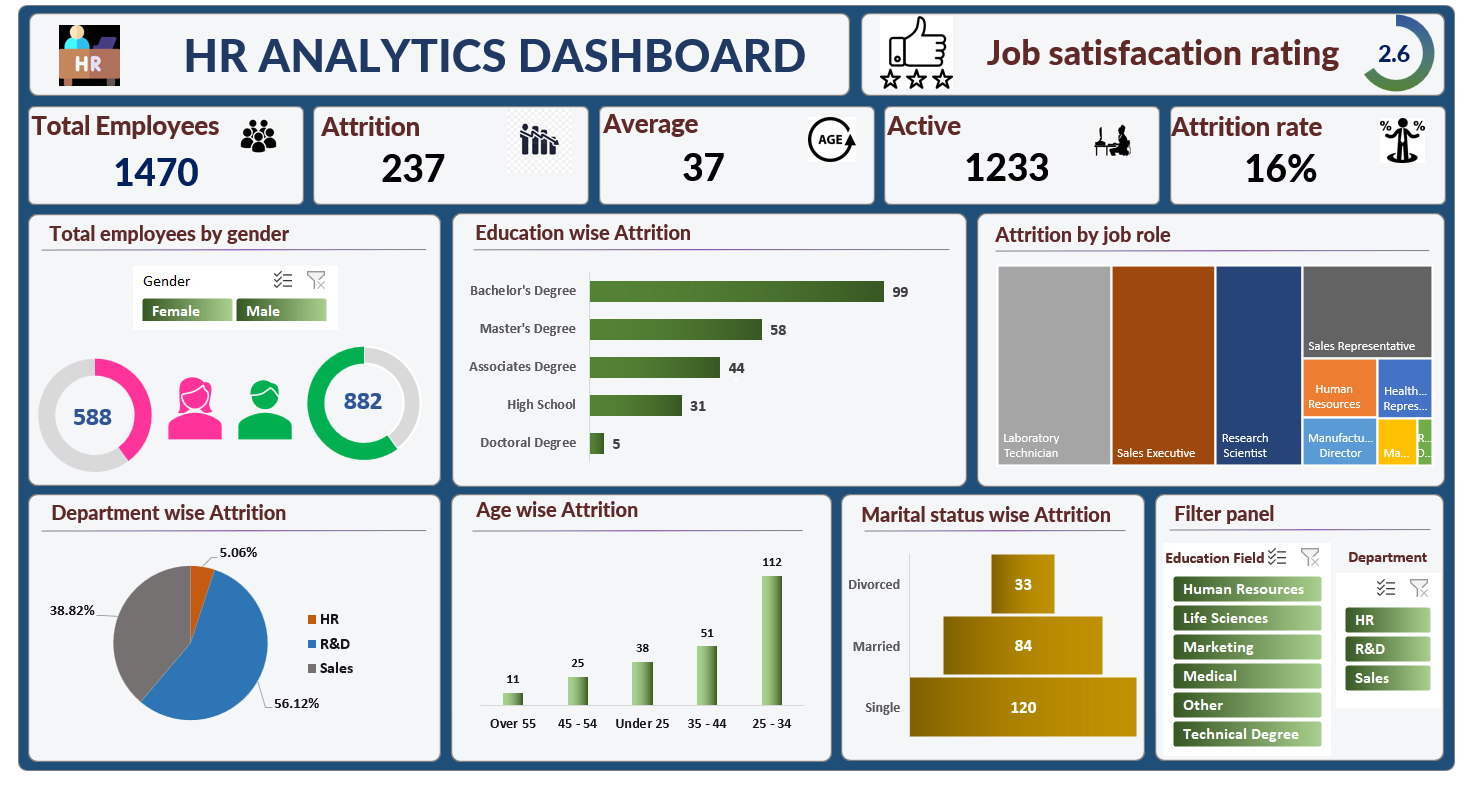 HR
HR ANALYTICS DASHBOARD
Job satisfacation rating
2.6
Total Employees
1470
Attrition
237
Average
37
AGE
Active
1233
Attrition rate
16%
% %
Total employees by gender
Gender
Female
Male
588
882
Education wise Attrition
Bachelor's Degree
99
Master's Degree
58
Associates Degree
44
High School
31
Doctoral Degree
5
Attrition by job role
Laboratory
Technician
Sales Executive
Research
Scientist
Sales Representative
Human
Resources
Health...
Repres...
Manufactu...
Director
Ma...
R...
D...
Department wise Attrition
5.06%
38.82%
56.12%
HR
R&D
Sales
Age wise Attrition
11
25
38
51
112
Over 55
45 - 54
Under 25
35 - 44
25 - 34
Marital status wise Attrition
Divorced
33
Married
84
Single
120
Filter panel
Education Field
Human Resources
Life Sciences
Marketing
Medical
Other
Technical Degree
Department
HR
R&D
Sales